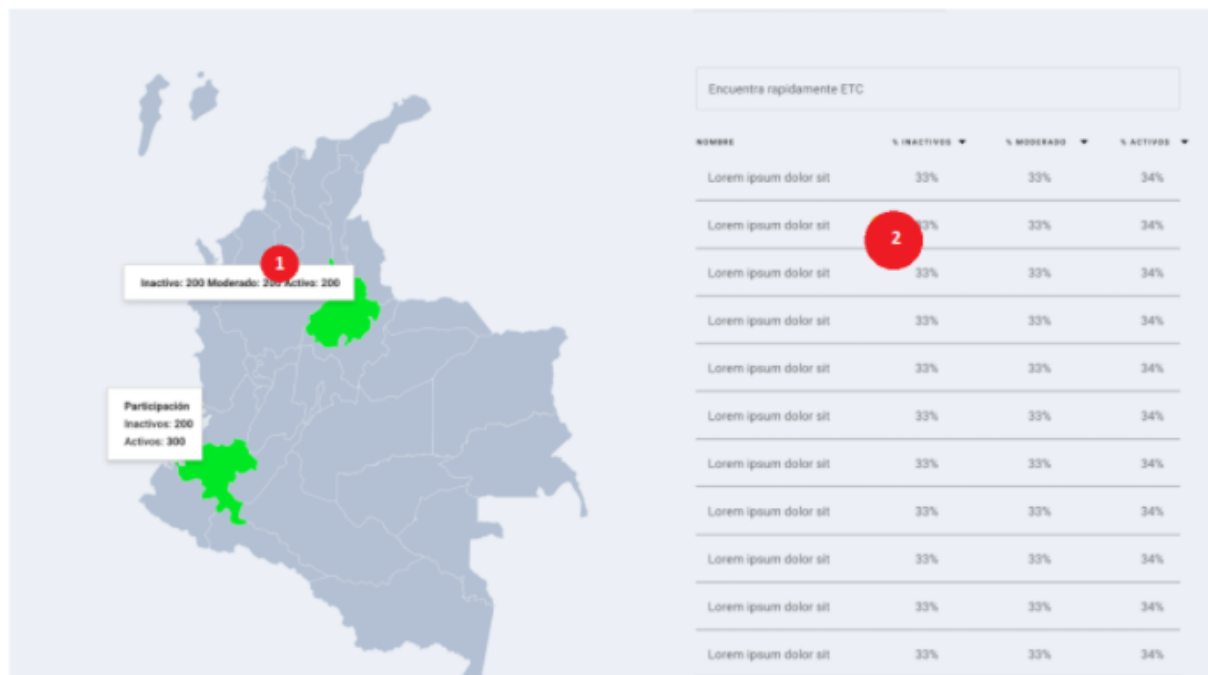 Encuentra rapidamente ETC
NOMBRE % INACTIVOS % MODERADO % ACTIVOS
Lorem ipsum dolor sit 33% 33% 34%
Lorem ipsum dolor sit 33% 33% 34%
2
Lorem ipsum dolor sit 33% 33% 34%
Lorem ipsum dolor sit 33% 33% 34%
Lorem ipsum dolor sit 33% 33% 34%
Lorem ipsum dolor sit 33% 33% 34%
Lorem ipsum dolor sit 33% 33% 34%
Lorem ipsum dolor sit 33% 33% 34%
Lorem ipsum dolor sit 33% 33% 34%
Lorem ipsum dolor sit 33% 33% 34%
Lorem ipsum dolor sit 33% 33% 34%
1
Inactivo: 200 Moderado: 200 Activo: 200
Participación
Inactivos: 200
Activos: 300